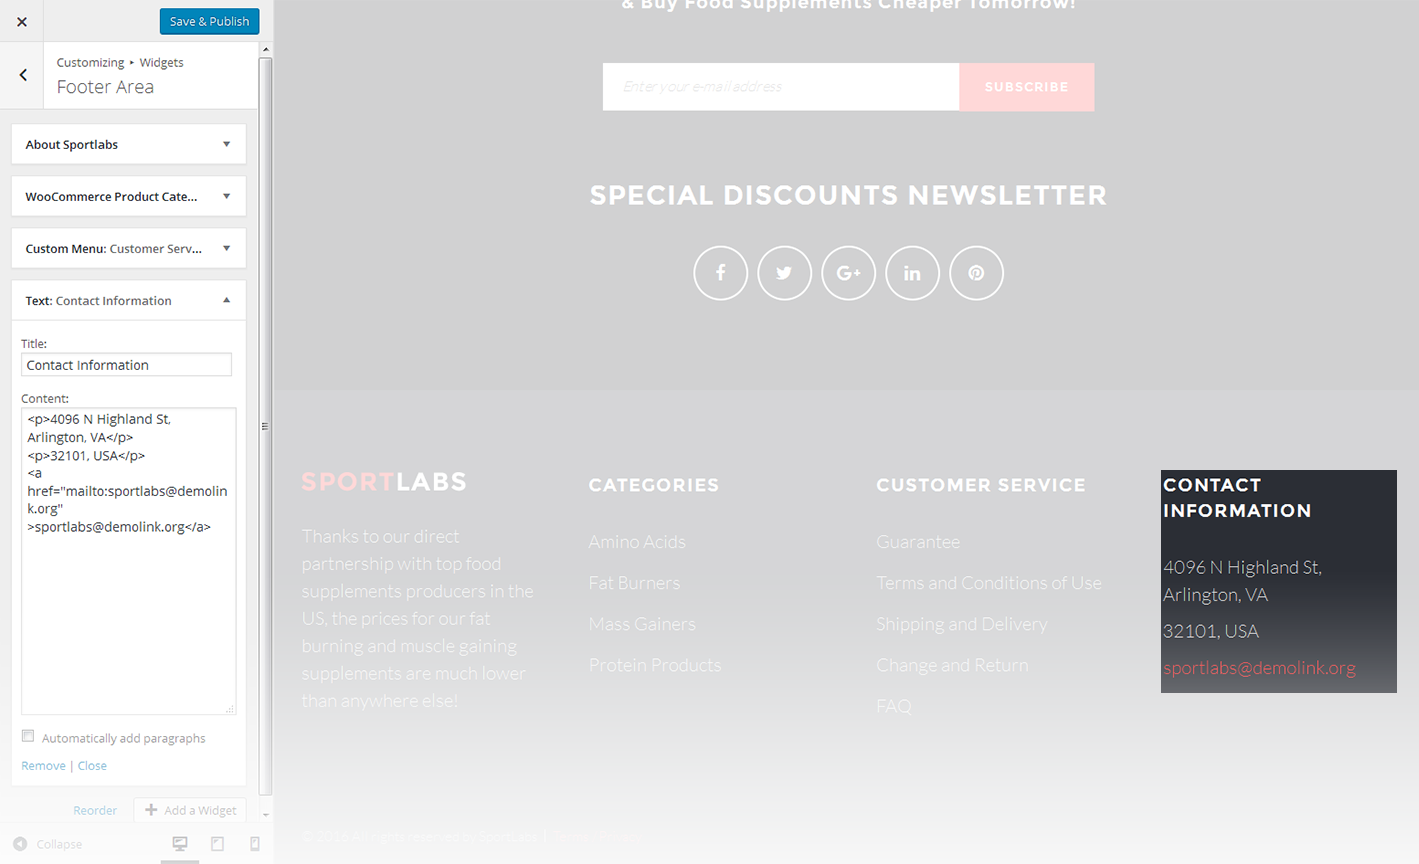 Save & Publish
Customizing ▸ Widgets
Footer Area
About Sportlabs
WooCommerce Product Cate...
Custom Menu: Customer Serv...
Text: Contact Information
Title:
Contact Information
Content:
<p>4096 N Highland St,
Arlington, VA</p>
<p>32101, USA</p>
<a
href="mailto:sportlabs@demolin
k.org"
>sportlabs@demolink.org</a>
Automatically add paragraphs
Remove | Close
Reorder
Add a Widget
Collapse
& Buy Food Supplements Cheaper Tomorrow!
Enter your e-mail address
SUBSCRIBE
SPECIAL DISCOUNTS NEWSLETTER
SPORTLABS
Thanks to our direct
partnership with top food
supplements producers in the
US, the prices for our fat
burning and muscle gaining
supplements are much lower
than anywhere else!
CATEGORIES
Amino Acids
Fat Burners
Mass Gainers
Protein Products
CUSTOMER SERVICE
Guarantee
Terms and Conditions of Use
Shipping and Delivery
Change and Return
FAQ
CONTACT
INFORMATION
4096 N Highland St,
Arlington, VA
32101, USA
sportlabs@demolink.org